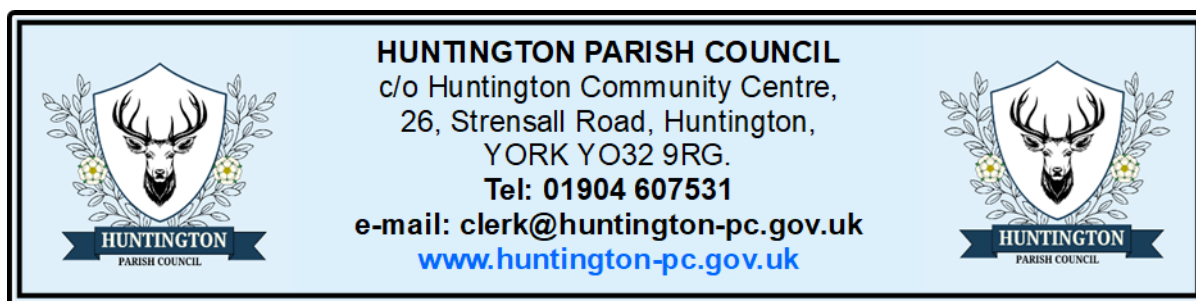 HUNTINGTON PARISH COUNCIL
c/o Huntington Community Centre,
26, Strensall Road, Huntington,
YORK YO32 9RG.
Tel: 01904 607531
e-mail: clerk@huntington-pc.gov.uk
www.huntington-pc.gov.uk
HUNTINGTON
PARISH COUNCIL
HUNTINGTON
PARISH COUNCIL